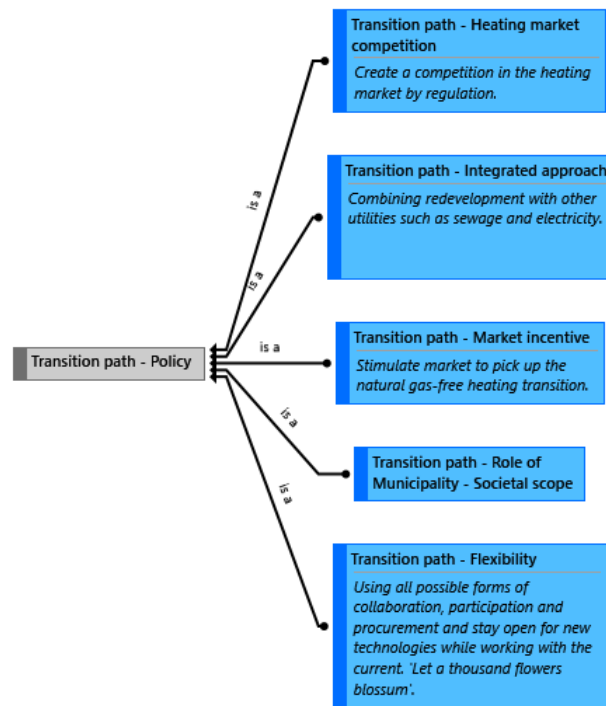 Transition path - Heating market
competition
Create a competition in the heating
market by regulation.
is a
Transition path - Integrated approach
Combining redevelopment with other
utilities such as sewage and electricity.
is a
Transition path - Market incentive
Stimulate market to pick up the
natural gas-free heating transition.
is a
Transition path - Policy
is a
Transition path - Role of
Municipality - Societal scope
is a
Transition path - Flexibility
Using all possible forms of
collaboration, participation and
procurement and stay open for new
technologies while working with the
current. 'Let a thousand flowers
blossum'.